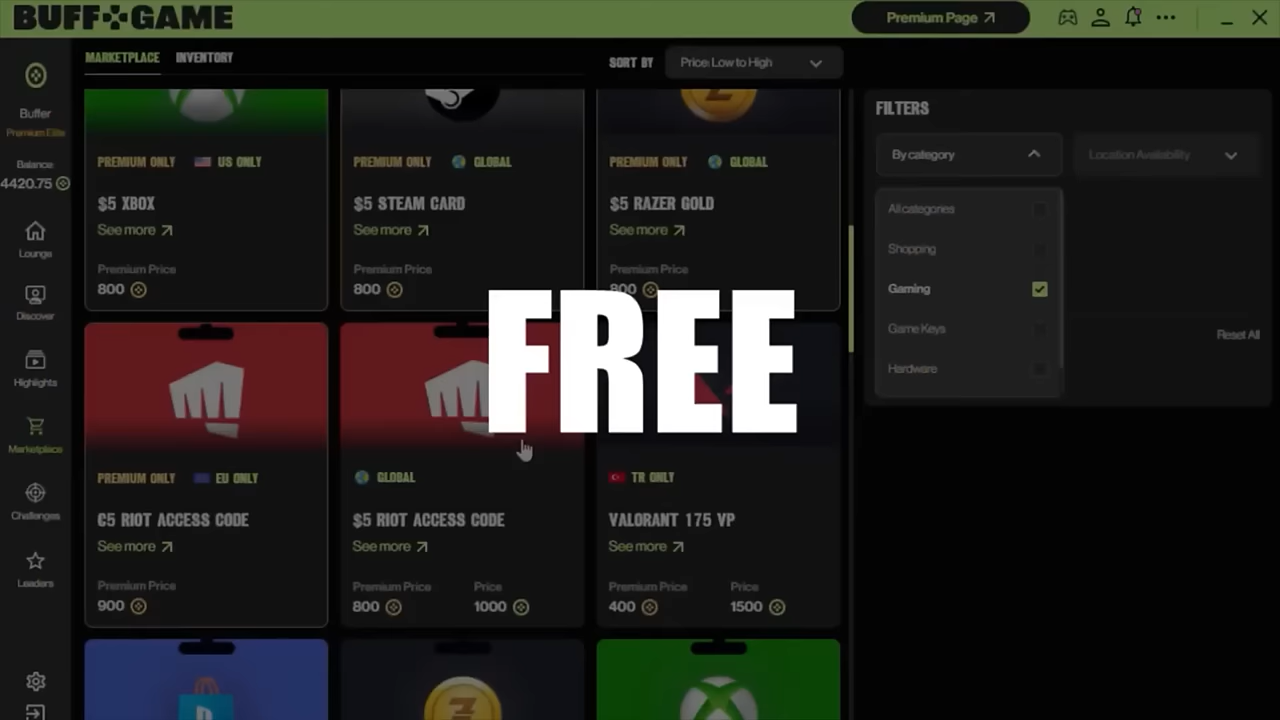 BUFF GAME
Premium Page
MARKETPLACE INVENTORY
SORT BY Price: Low to High
FILTERS
By category
Location Availability
All categories
Shopping
Gaming
Game Keys
Hardware
Reset All
Buffer
Premium Elite
Balance:
4420.75
Lounge
Discover
Highlights
Marketplace
Challenges
Leaders
PREMIUM ONLY US ONLY
$5 XBOX
See more
Premium Price
800
PREMIUM ONLY GLOBAL
$5 STEAM CARD
See more
Premium Price
800
PREMIUM ONLY GLOBAL
$5 RAZER GOLD
See more
Premium Price
800
FREE
PREMIUM ONLY EU ONLY
€5 RIOT ACCESS CODE
See more
Premium Price
900
GLOBAL
$5 RIOT ACCESS CODE
See more
Premium Price Price
800 1000
TR ONLY
VALORANT 175 VP
See more
Premium Price Price
400 1500